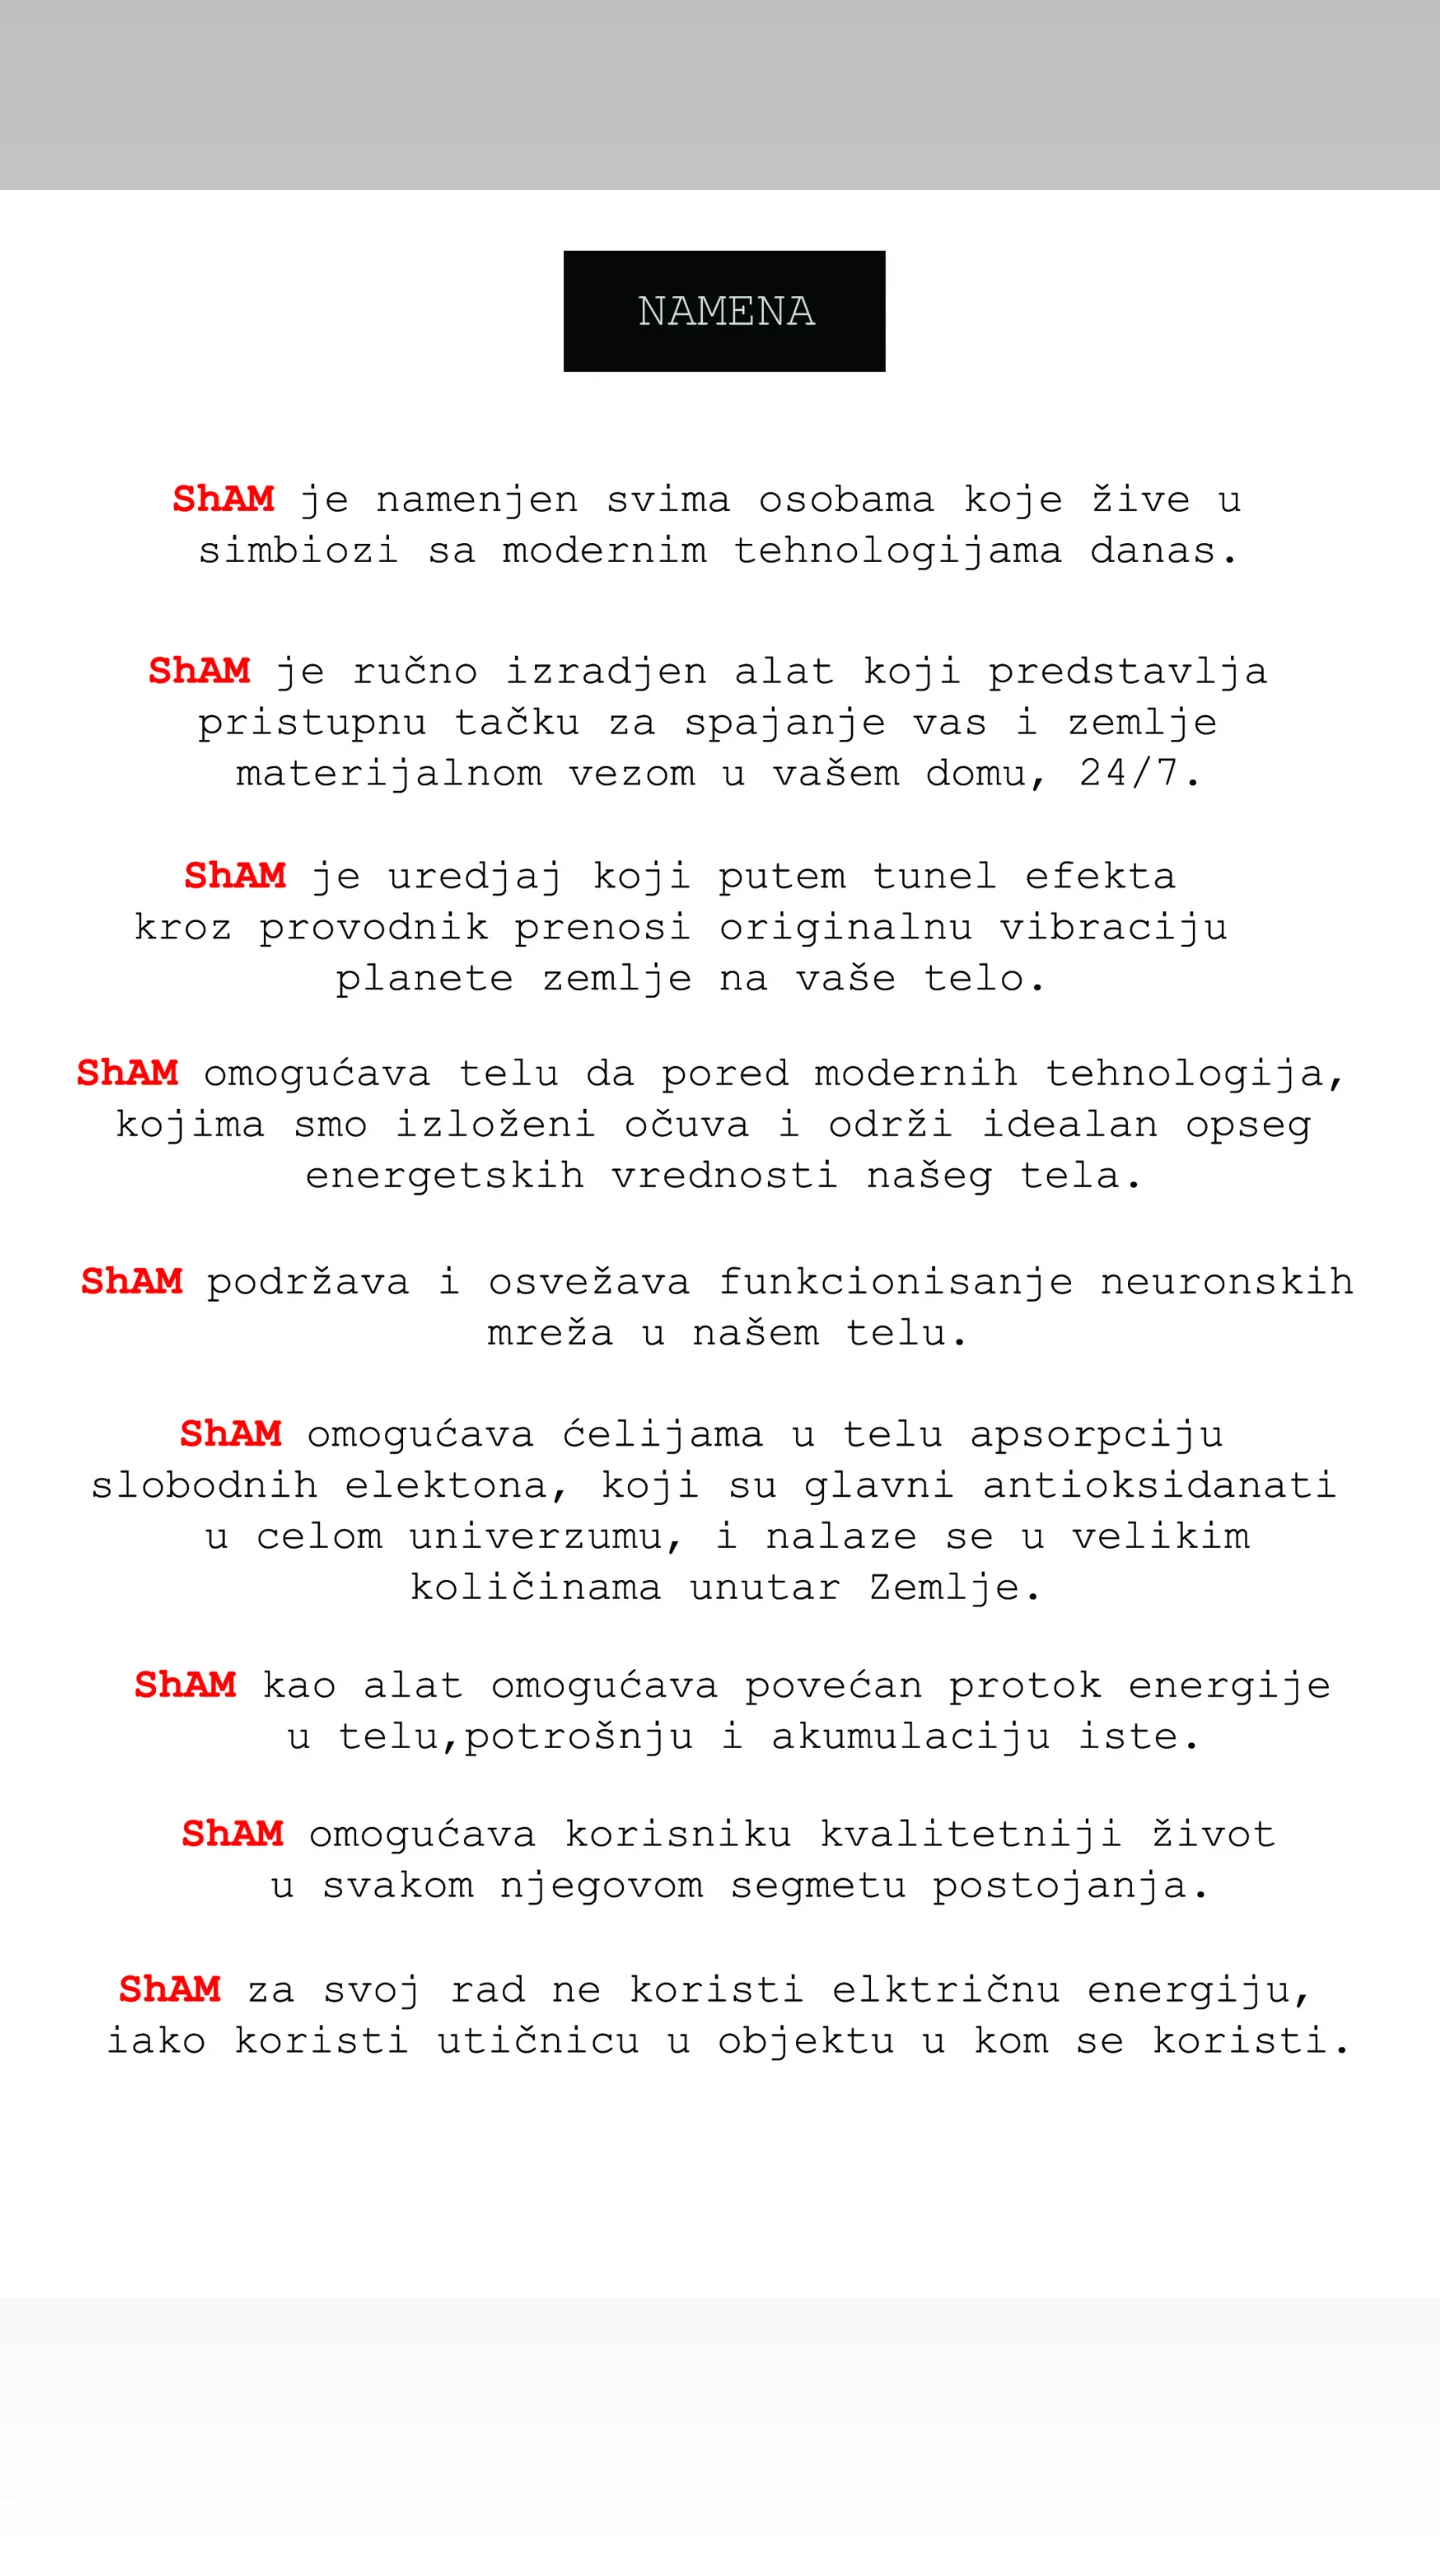 NAMENA
ShAM je namenjen svima osobama koje žive u
simbiozi sa modernim tehnologijama danas.
ShAM je ručno izradjen alat koji predstavlja
pristupnu tačku za spajanje vas i zemlje
materijalnom vezom u vašem domu, 24/7.
ShAM je uredjaj koji putem tunel efekta
kroz provodnik prenosi originalnu vibraciju
planete zemlje na vaše telo.
ShAM omogućava telu da pored modernih tehnologija,
kojima smo izloženi očuva i održi idealan opseg
energetskih vrednosti našeg tela.
ShAM podržava i osvežava funkcionisanje neuronskih
mreža u našem telu.
ShAM omogućava ćelijama u telu apsorpciju
slobodnih elektona, koji su glavni antioksidanati
u celom univerzumu, i nalaze se u velikim
količinama unutar Zemlje.
ShAM kao alat omogućava povećan protok energije
u telu,potrošnju i akumulaciju iste.
ShAM omogućava korisniku kvalitetniji život
u svakom njegovom segmetu postojanja.
ShAM za svoj rad ne koristi elktričnu energiju,
iako koristi utičnicu u objektu u kom se koristi.